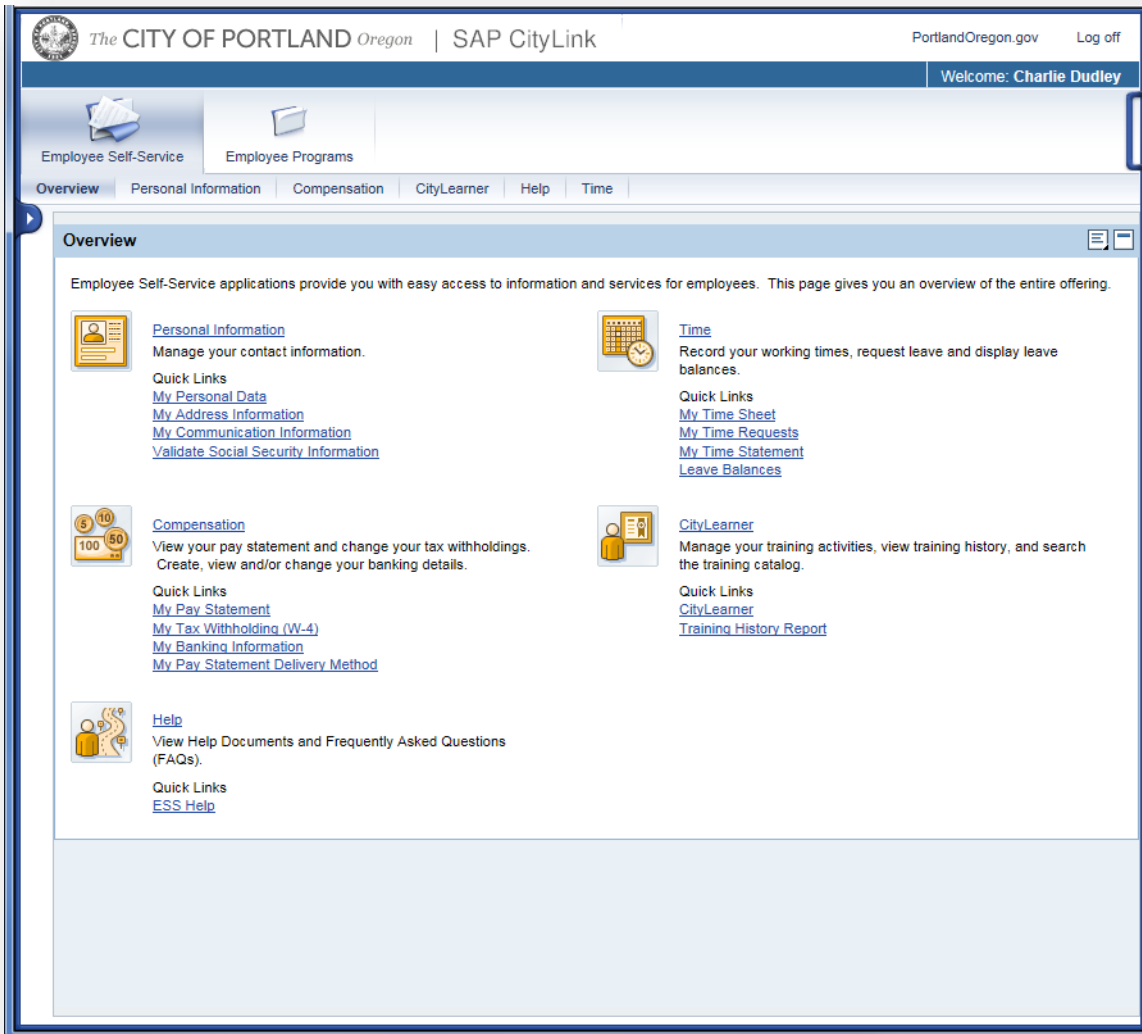 The CITY OF PORTLAND Oregon | SAP CityLink
PortlandOregon.gov Log off
Welcome: Charlie Dudley
Employee Self-Service Employee Programs
Overview Personal Information Compensation CityLearner Help Time
Overview
Employee Self-Service applications provide you with easy access to information and services for employees. This page gives you an overview of the entire offering.
Personal Information
Manage your contact information.
Quick Links
My Personal Data
My Address Information
My Communication Information
Validate Social Security Information
Time
Record your working times, request leave and display leave
balances.
Quick Links
My Time Sheet
My Time Requests
My Time Statement
Leave Balances
5 10
100 50
Compensation
View your pay statement and change your tax withholdings.
Create, view and/or change your banking details.
Quick Links
My Pay Statement
My Tax Withholding (W-4)
My Banking Information
My Pay Statement Delivery Method
CityLearner
Manage your training activities, view training history, and search
the training catalog.
Quick Links
CityLearner
Training History Report
Help
View Help Documents and Frequently Asked Questions
(FAQs).
Quick Links
ESS Help